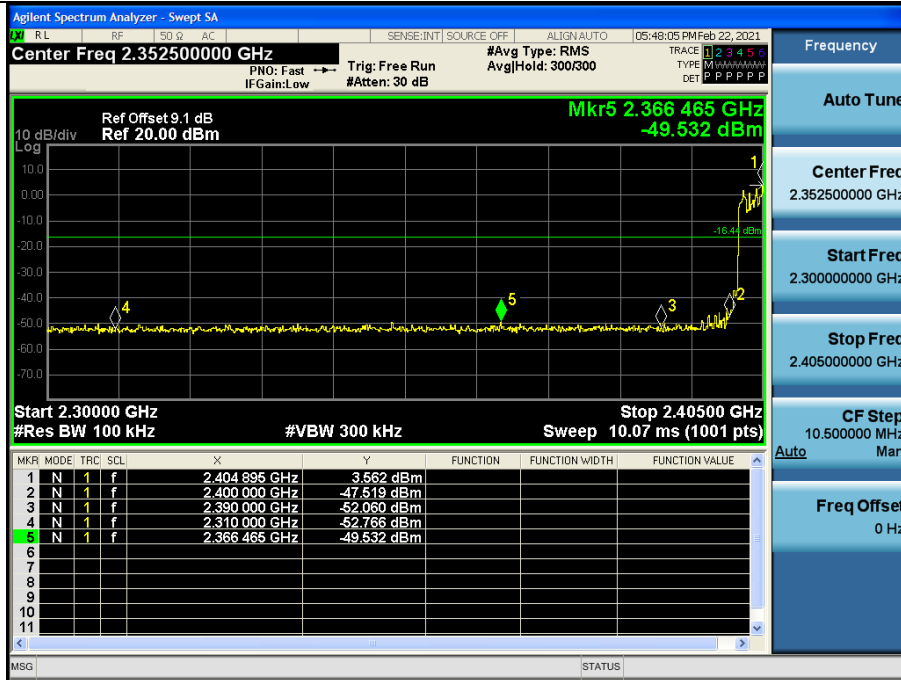 Agilent Spectrum Analyzer - Swept SA
LXI RL RF 50 Ω AC SENSE:INT SOURCE OFF ALIGN AUTO 05:48:05 PM Feb 22, 2021
Center Freq 2.352500000 GHz
PNO: Fast
IFGain:Low
Trig: Free Run
#Atten: 30 dB
#Avg Type: RMS
Avg|Hold: 300/300
TRACE 1 2 3 4 5 6
TYPE M W W W W W
DET P P P P P P
Mkr5 2.366 465 GHz
-49.532 dBm
Ref Offset 9.1 dB
10 dB/div Ref 20.00 dBm
Log
10.0
0.00
-10.0
-20.0
-30.0
-40.0
-50.0
-60.0
-70.0
1
-16.44 dBm
4
5
3
2
Start 2.30000 GHz Stop 2.40500 GHz
#Res BW 100 kHz #VBW 300 kHz Sweep 10.07 ms (1001 pts)
MKR MODE TRC SCL X Y FUNCTION FUNCTION WIDTH FUNCTION VALUE
1 N 1 f 2.404 895 GHz 3.562 dBm
2 N 1 f 2.400 000 GHz -47.519 dBm
3 N 1 f 2.390 000 GHz -52.060 dBm
4 N 1 f 2.310 000 GHz -52.766 dBm
5 N 1 f 2.366 465 GHz -49.532 dBm
6
7
8
9
10
11
MSG STATUS
Frequency
Auto Tune
Center Freq
2.352500000 GHz
Start Freq
2.300000000 GHz
Stop Freq
2.405000000 GHz
CF Step
10.500000 MHz
Auto Man
Freq Offset
0 Hz